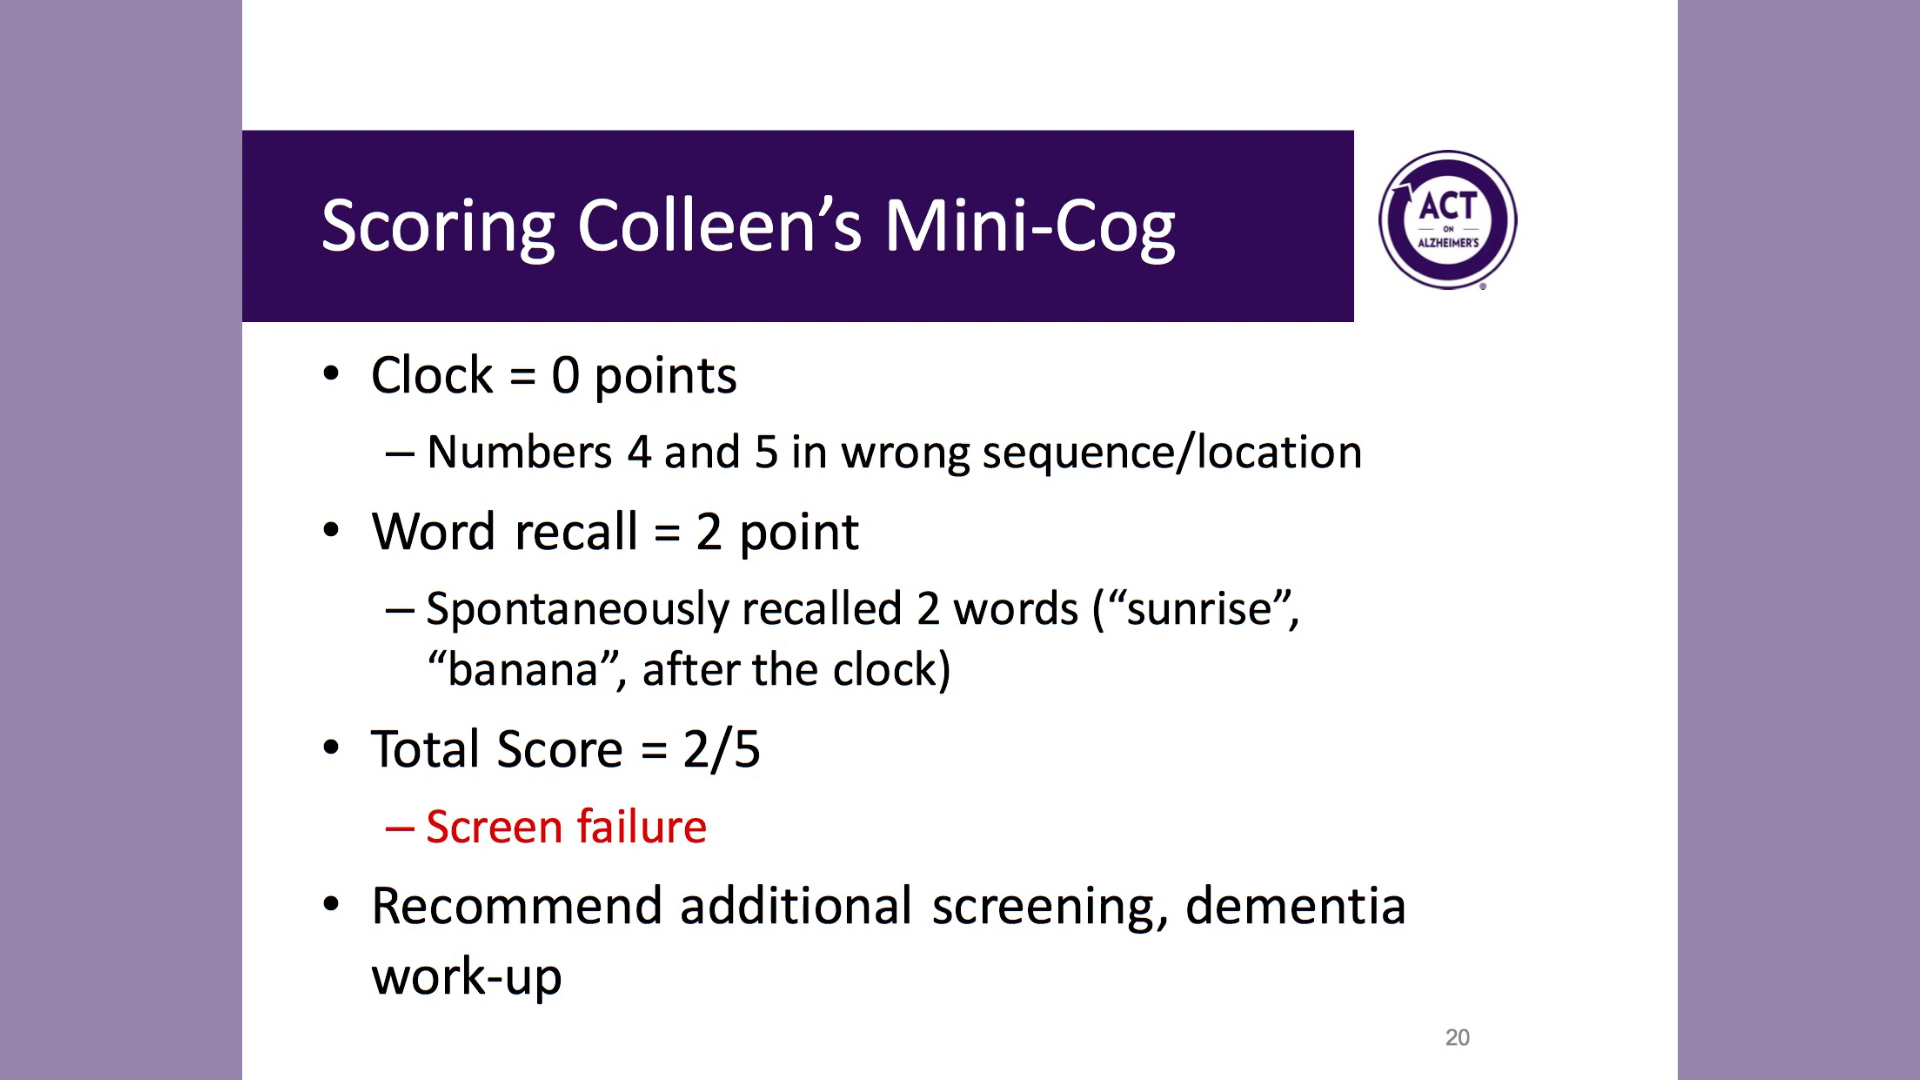 Scoring Colleen’s Mini-Cog
ACT
ON
ALZHEIMER'S
®
• Clock = 0 points
– Numbers 4 and 5 in wrong sequence/location
• Word recall = 2 point
– Spontaneously recalled 2 words (“sunrise”,
“banana”, after the clock)
• Total Score = 2/5
– Screen failure
• Recommend additional screening, dementia
work-up
20